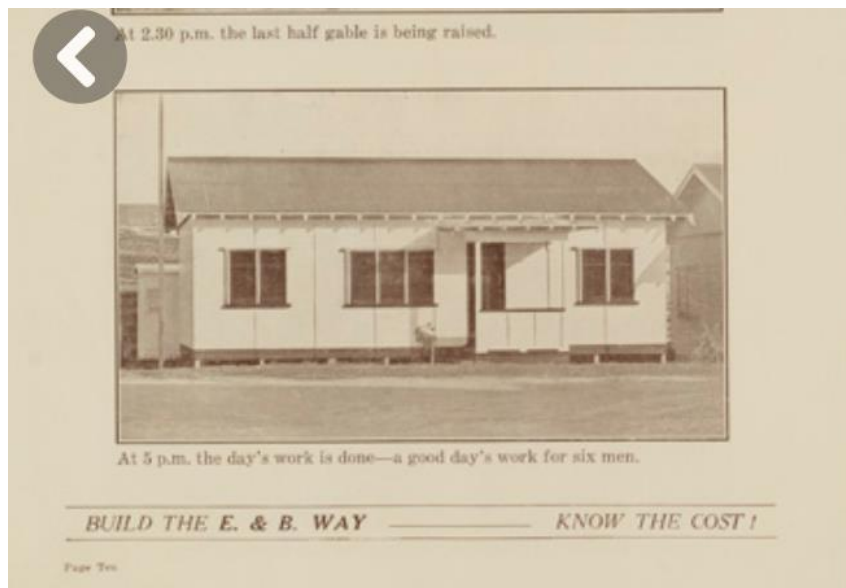 At 2.30 p.m. the last half gable is being raised.
At 5 p.m. the day's work is done—a good day's work for six men.
BUILD THE E. & B. WAY ———— KNOW THE COST!
Page Ten